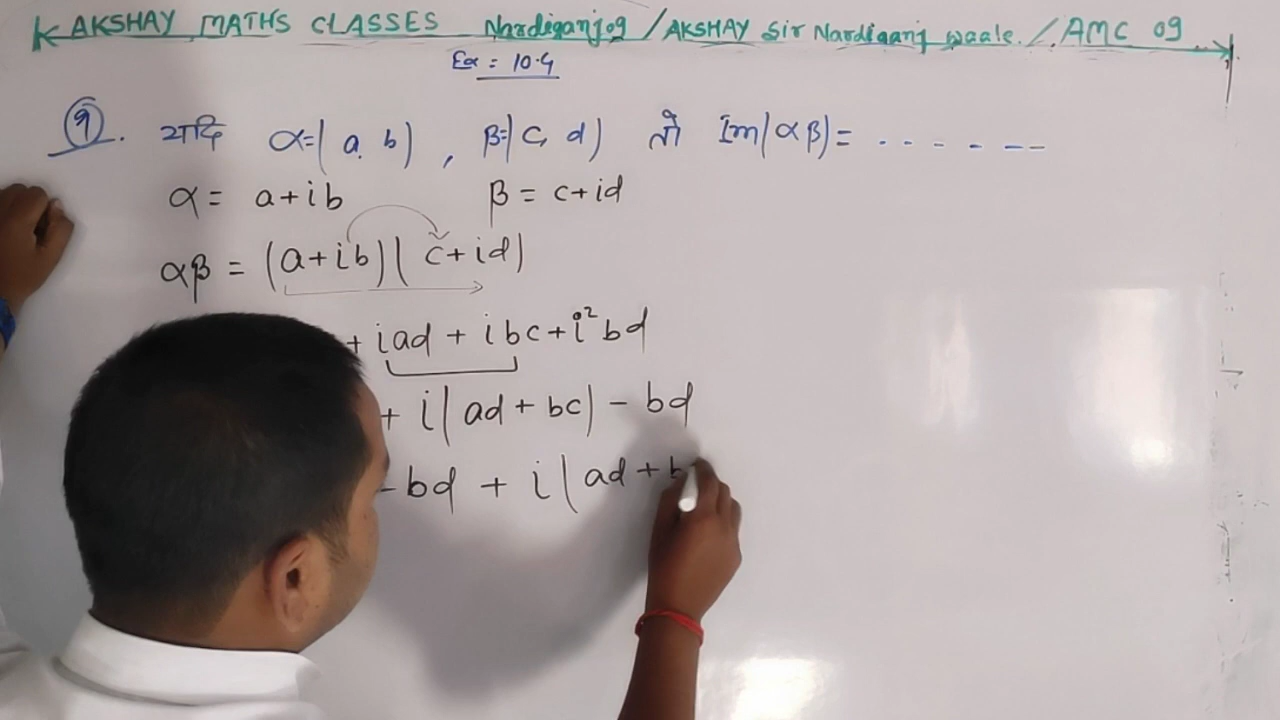 AKSHAY MATHS CLASSES Nardiganj09 / AKSHAY Sir Nardiganj waale. / AMC 09
Ex = 10.4
9. यदि α=(a, b), β=(c, d) तो Im(αβ)= .......
α = a+ib β = c+id
αβ = (a+ib)(c+id)
+ iad + ibc + i²bd
+ i(ad + bc) - bd
- bd + i(ad + b